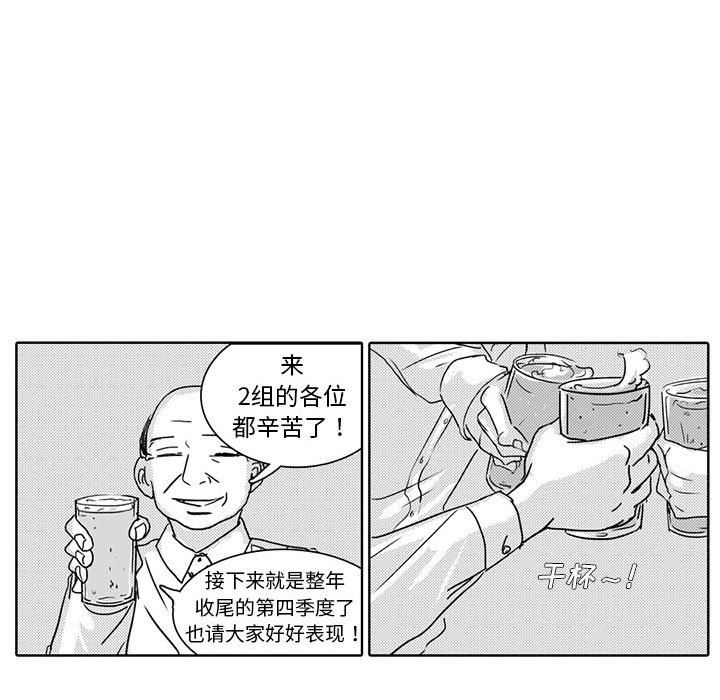 来
2组的各位
都辛苦了！
接下来就是整年
收尾的第四季度了
也请大家好好表现！
干杯～！